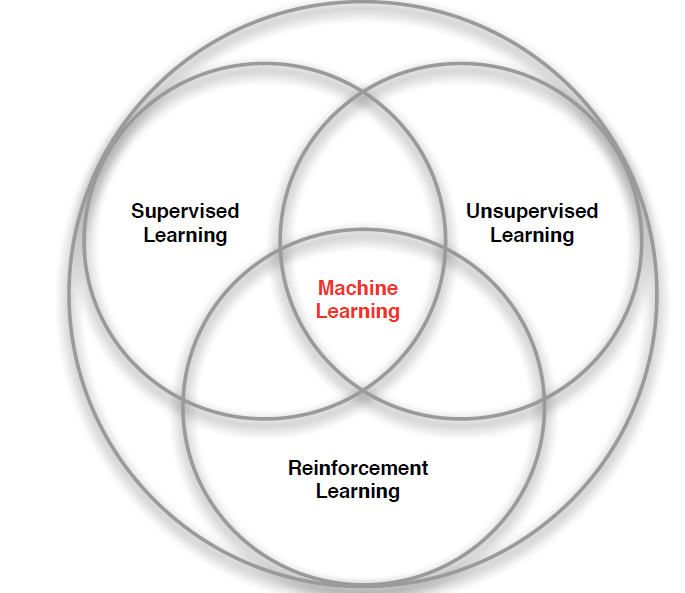 Supervised
Learning
Unsupervised
Learning
Machine
Learning
Reinforcement
Learning